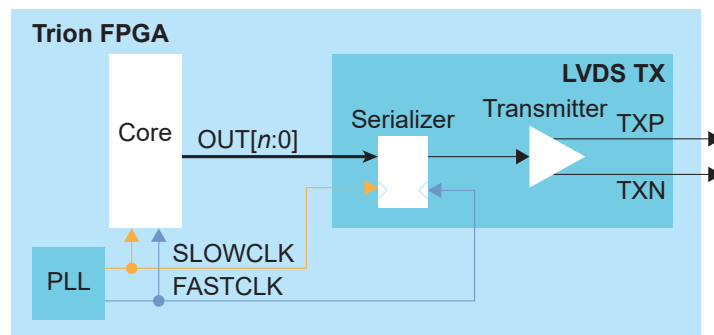 Trion FPGA
LVDS TX
Core
OUT[n:0]
Serializer
Transmitter
TXP
TXN
PLL
SLOWCLK
FASTCLK